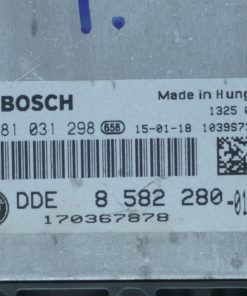 BOSCH Made in Hung
1325
81 031 298 658 15-01-18 1039S7
DDE 8 582 280-01
170367878